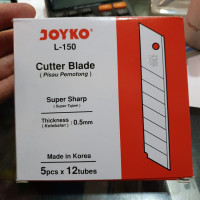 JOYKO®
L-150
Cutter Blade
( Pisau Pemotong )
Super Sharp
( Super Tajam )
Thickness : 0.5mm
( Ketebalan )
Made in Korea
5pcs x 12tubes